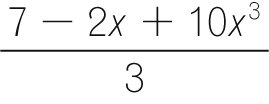 7 − 2x + 10x³
3